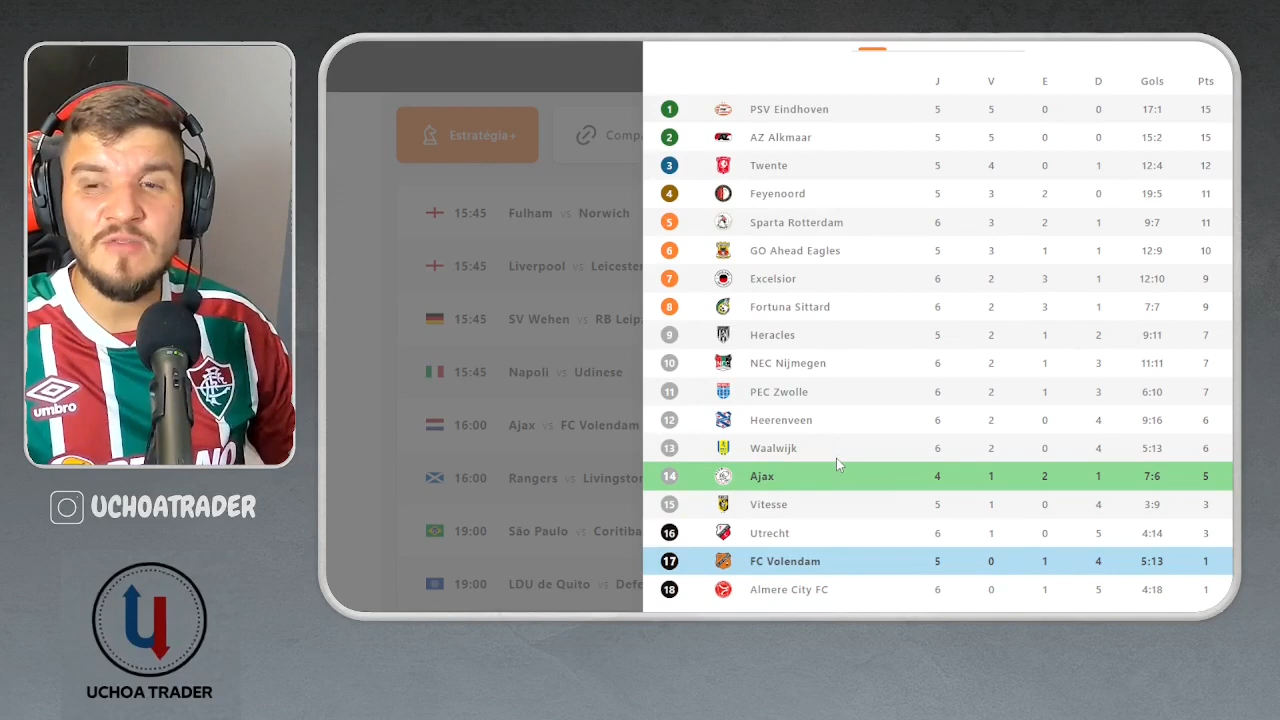 umbro
UCHOATRADER
U
UCHOA TRADER
Estratégia+
Compa
15:45 Fulham vs Norwich
15:45 Liverpool vs Leicester
15:45 SV Wehen vs RB Leip
15:45 Napoli vs Udinese
16:00 Ajax vs FC Volendam
16:00 Rangers vs Livingston
19:00 São Paulo vs Coritiba
19:00 LDU de Quito vs Defe
J V E D Gols Pts
1 PSV Eindhoven 5 5 0 0 17:1 15
2 AZ Alkmaar 5 5 0 0 15:2 15
3 Twente 5 4 0 1 12:4 12
4 Feyenoord 5 3 2 0 19:5 11
5 Sparta Rotterdam 6 3 2 1 9:7 11
6 GO Ahead Eagles 5 3 1 1 12:9 10
7 Excelsior 6 2 3 1 12:10 9
8 Fortuna Sittard 6 2 3 1 7:7 9
9 Heracles 5 2 1 2 9:11 7
10 NEC Nijmegen 6 2 1 3 11:11 7
11 PEC Zwolle 6 2 1 3 6:10 7
12 Heerenveen 6 2 0 4 9:16 6
13 Waalwijk 6 2 0 4 5:13 6
14 Ajax 4 1 2 1 7:6 5
15 Vitesse 5 1 0 4 3:9 3
16 Utrecht 6 1 0 5 4:14 3
17 FC Volendam 5 0 1 4 5:13 1
18 Almere City FC 6 0 1 5 4:18 1